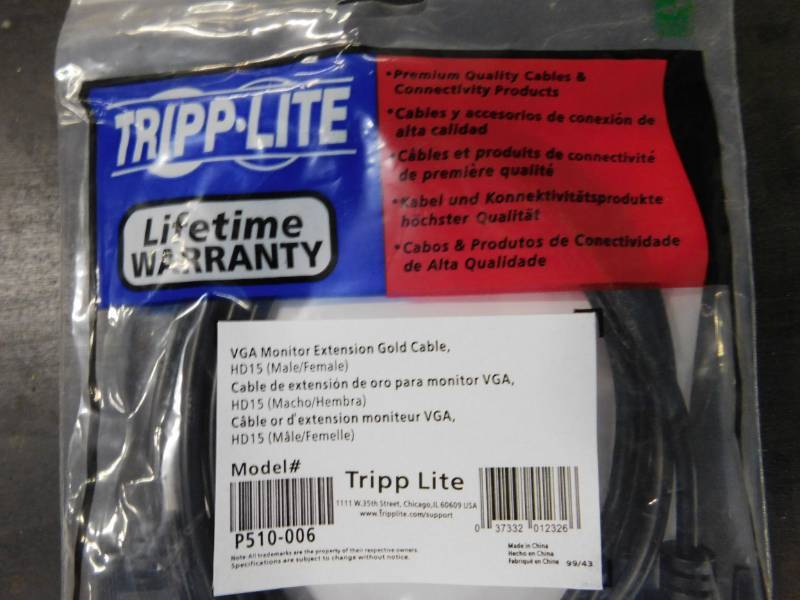 TRIPP·LITE
Lifetime
WARRANTY
•Premium Quality Cables &
Connectivity Products
•Cables y accesorios de conexión de
alta calidad
•Câbles et produits de connectivité
de première qualité
•Kabel und Konnektivitätsprodukte
höchster Qualität
•Cabos & Produtos de Conectividade
de Alta Qualidade
VGA Monitor Extension Gold Cable,
HD15 (Male/Female)
Cable de extensión de oro para monitor VGA,
HD15 (Macho/Hembra)
Câble or d'extension moniteur VGA,
HD15 (Mâle/Femelle)
Model#
P510-006
Tripp Lite
1111 W.35th Street, Chicago,IL 60609 USA
www.Tripplite.com/support
0 37332 012326
Note:All trademarks are the property of their respective owners.
Specifications are subject to change without notice.
Made in China
Hecho en China
Fabriqué en Chine 99/43